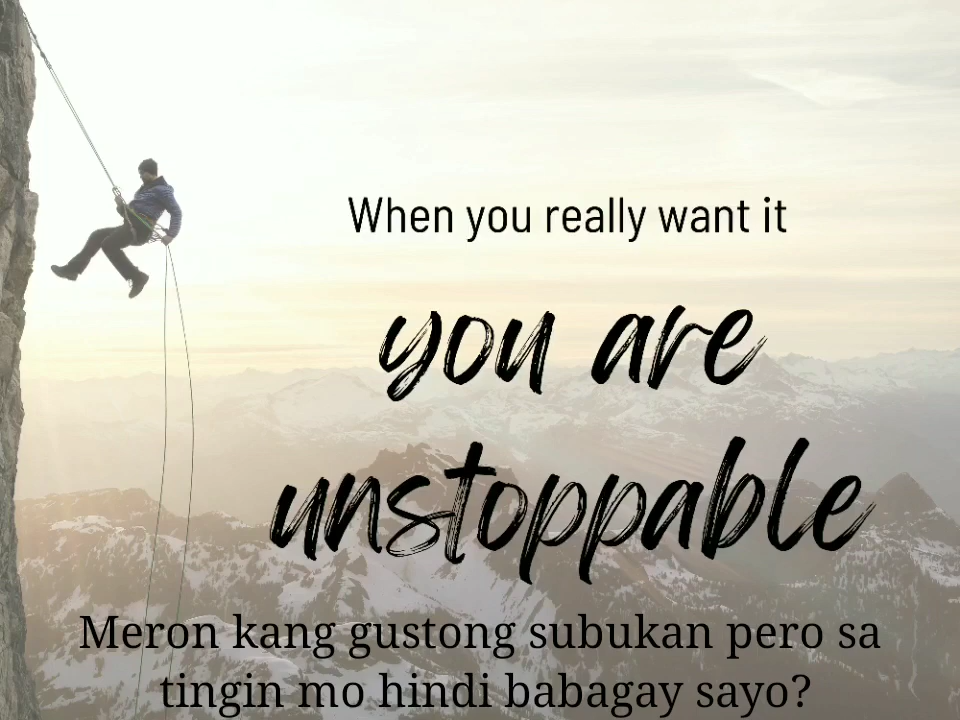 When you really want it
you are
unstoppable
Meron kang gustong subukan pero sa
tingin mo hindi babagay sayo?